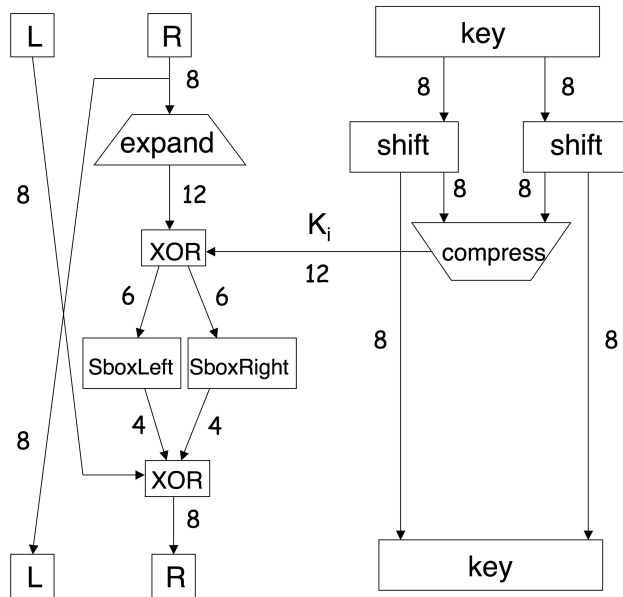 L R key
8 8 8
expand shift shift
8 12 8 8
K
i
XOR compress
12
6 6
8 8
SboxLeft SboxRight
8 4 4
XOR
8
L R key